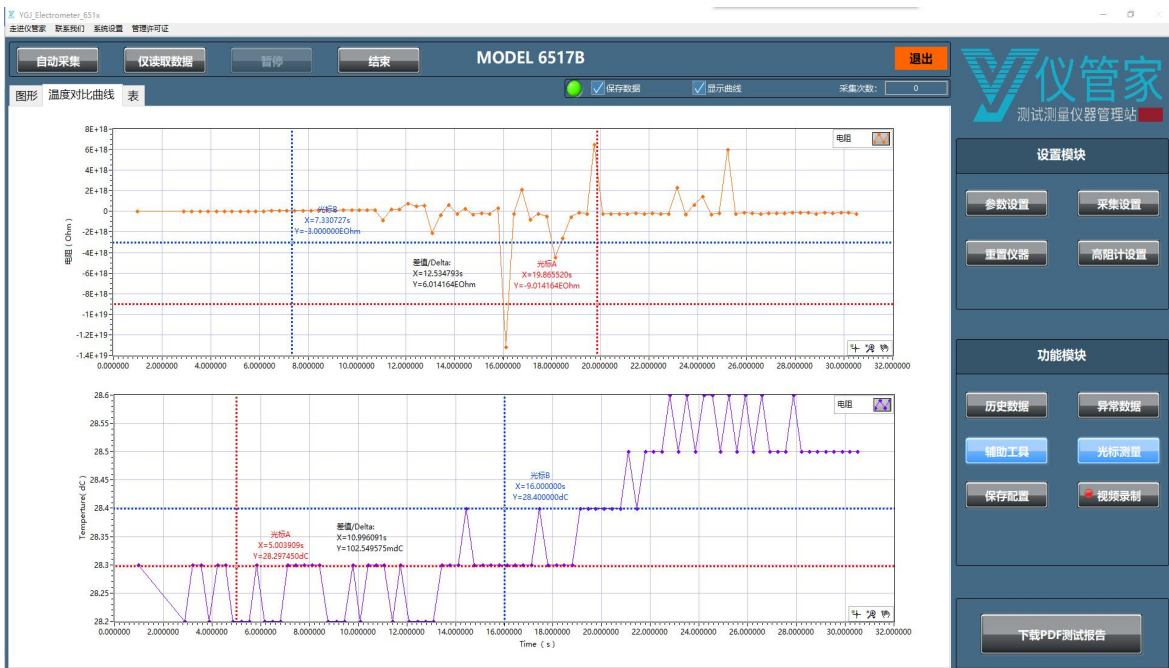 YGJ_Electrometer_651x
走进仪管家 联系我们 系统设置 管理许可证
自动采集 仅读取数据 暂停 结束 MODEL 6517B 退出
保存数据 显示曲线 采集次数: 0
图形 温度对比曲线 表
仪管家
测试测量仪器管理站
电阻
8E+18
6E+18
4E+18
2E+18
0
-2E+18
-4E+18
-6E+18
-8E+18
-1E+19
-1.2E+19
-1.4E+19
电阻 ( Ohm )
光标B
X=7.330727s
Y=-3.000000EOhm
差值/Delta:
X=12.534793s
Y=6.014164EOhm
光标A
X=19.865520s
Y=-9.014164EOhm
0.000000 2.000000 4.000000 6.000000 8.000000 10.000000 12.000000 14.000000 16.000000 18.000000 20.000000 22.000000 24.000000 26.000000 28.000000 30.000000 32.000000
电阻
28.6
28.55
28.5
28.45
28.4
28.35
28.3
28.25
28.2
Temperture( dC )
光标B
X=16.000000s
Y=28.400000dC
光标A
X=5.003909s
Y=28.297450dC
差值/Delta:
X=10.996091s
Y=102.549575mdC
0.000000 2.000000 4.000000 6.000000 8.000000 10.000000 12.000000 14.000000 16.000000 18.000000 20.000000 22.000000 24.000000 26.000000 28.000000 30.000000 32.000000
Time ( s )
设置模块
参数设置 采集设置
重置仪器 高阻计设置
功能模块
历史数据 异常数据
辅助工具 光标测量
保存配置 视频录制
下载PDF测试报告